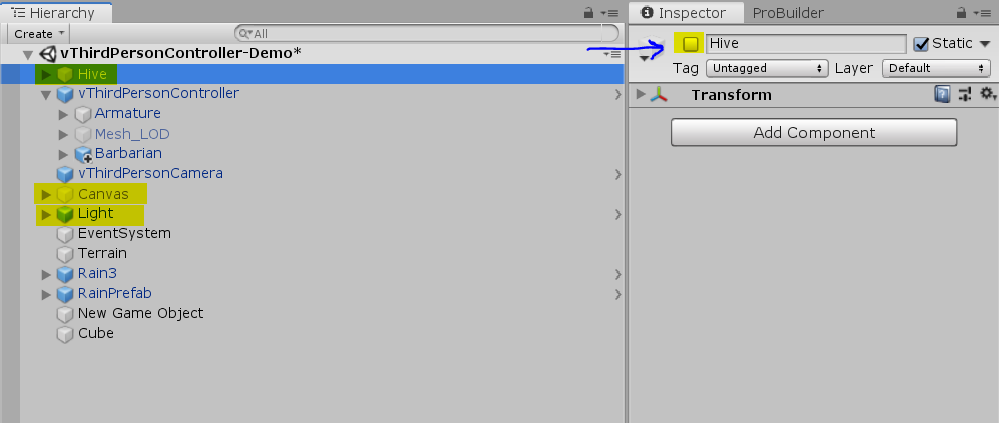 Hierarchy
Create
All
vThirdPersonController-Demo*
Hive
vThirdPersonController
Armature
Mesh_LOD
Barbarian
vThirdPersonCamera
Canvas
Light
EventSystem
Terrain
Rain3
RainPrefab
New Game Object
Cube
Inspector ProBuilder
Hive Static
Tag Untagged Layer Default
Transform
Add Component